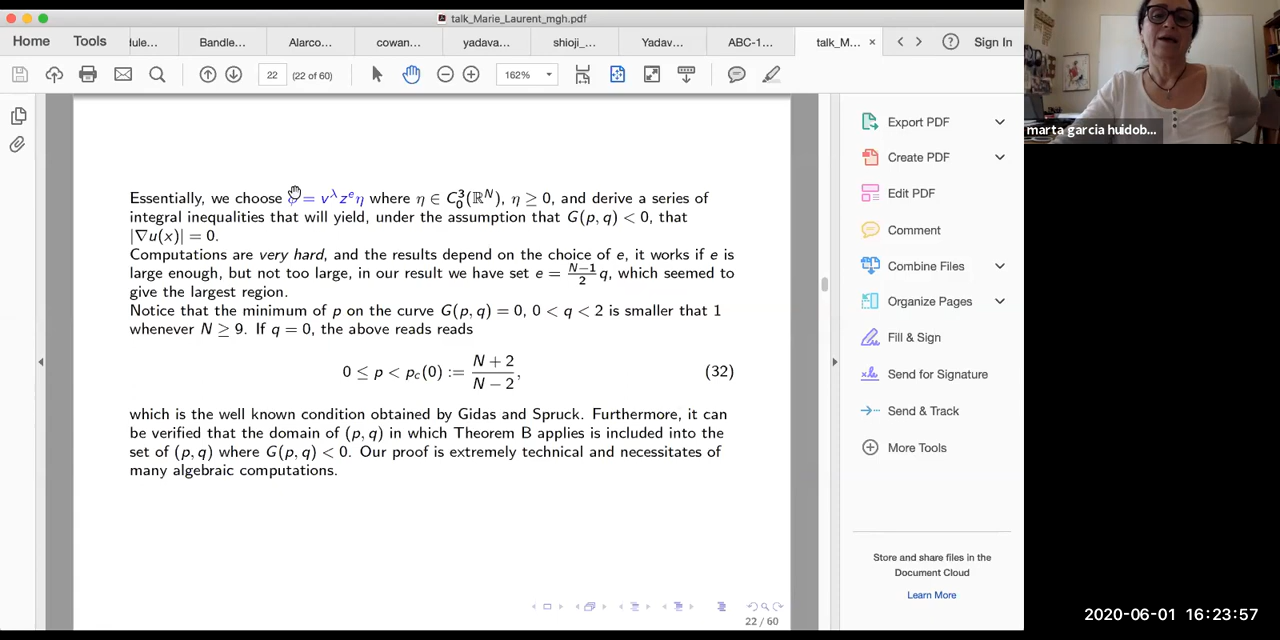 talk_Marie_Laurent_mgh.pdf
Home Tools dule... Bandle... Alarco... cowan... yadava... shioji_... Yadav... ABC-1... talk_M... × Sign In
22 (22 of 60) 162%
marta garcia huidob...
Export PDF
Create PDF
Edit PDF
Comment
Combine Files
Organize Pages
Fill & Sign
Send for Signature
Send & Track
More Tools
Store and share files in the
Document Cloud
Learn More
Essentially, we choose = v^λ z^e η where η ∈ C_0^3(ℝ^N), η ≥ 0, and derive a series of
integral inequalities that will yield, under the assumption that G(p, q) < 0, that
|∇u(x)| = 0.
Computations are very hard, and the results depend on the choice of e, it works if e is
large enough, but not too large, in our result we have set e = \frac{N−1}{2} q, which seemed to
give the largest region.
Notice that the minimum of p on the curve G(p, q) = 0, 0 < q < 2 is smaller that 1
whenever N ≥ 9. If q = 0, the above reads reads
0 ≤ p < p_c(0) := \frac{N + 2}{N − 2}, (32)
which is the well known condition obtained by Gidas and Spruck. Furthermore, it can
be verified that the domain of (p, q) in which Theorem B applies is included into the
set of (p, q) where G(p, q) < 0. Our proof is extremely technical and necessitates of
many algebraic computations.
22 / 60
2020-06-01 16:23:57